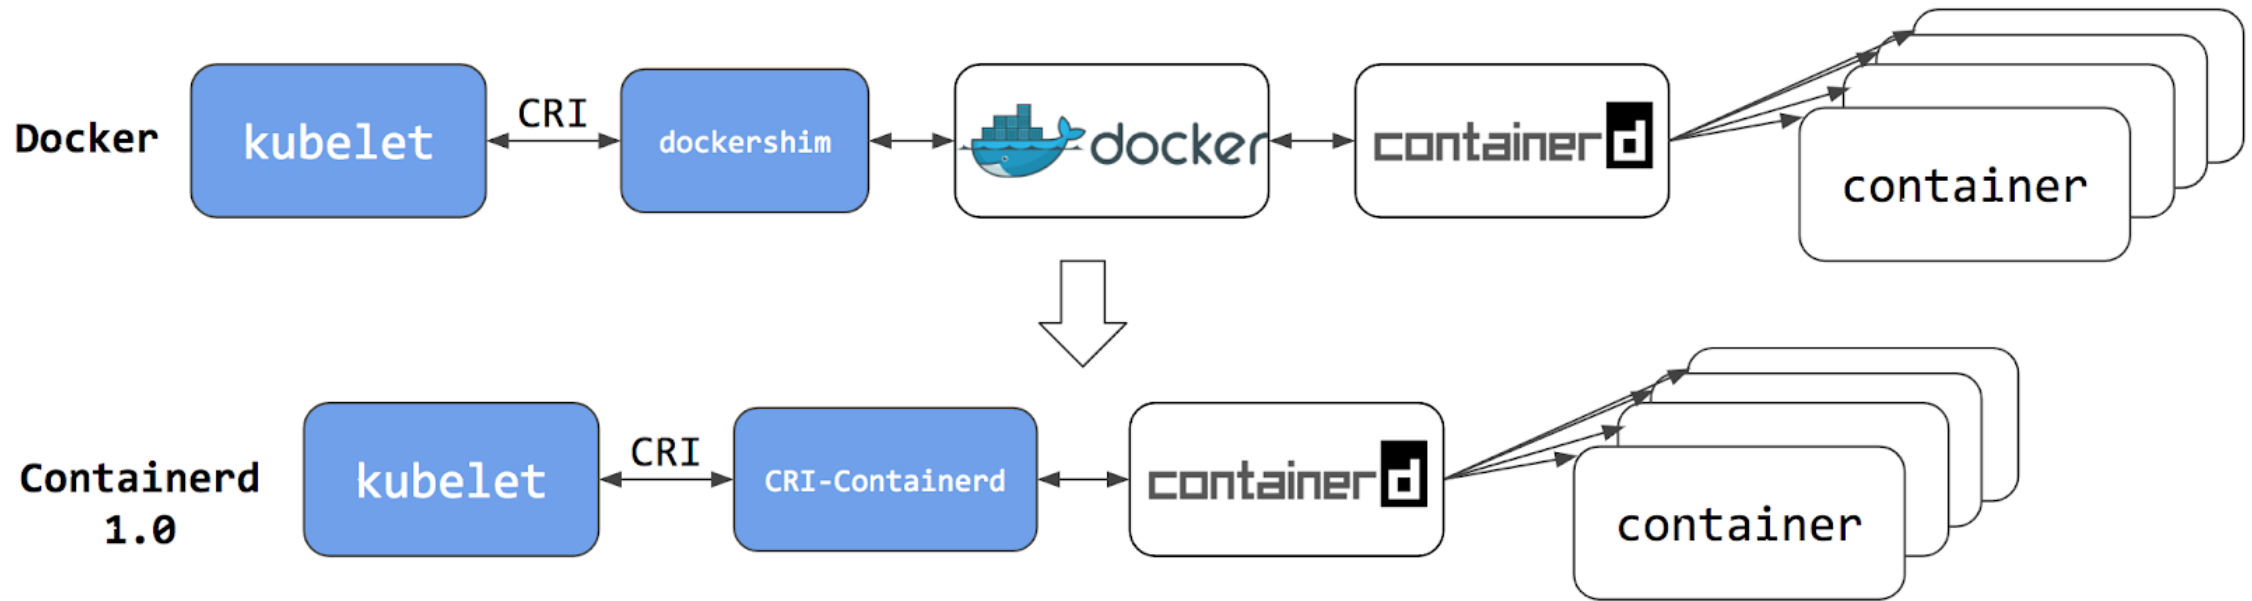 Docker
kubelet
CRI
dockershim
docker
containerd
container
Containerd
1.0
kubelet
CRI
CRI-Containerd
containerd
container